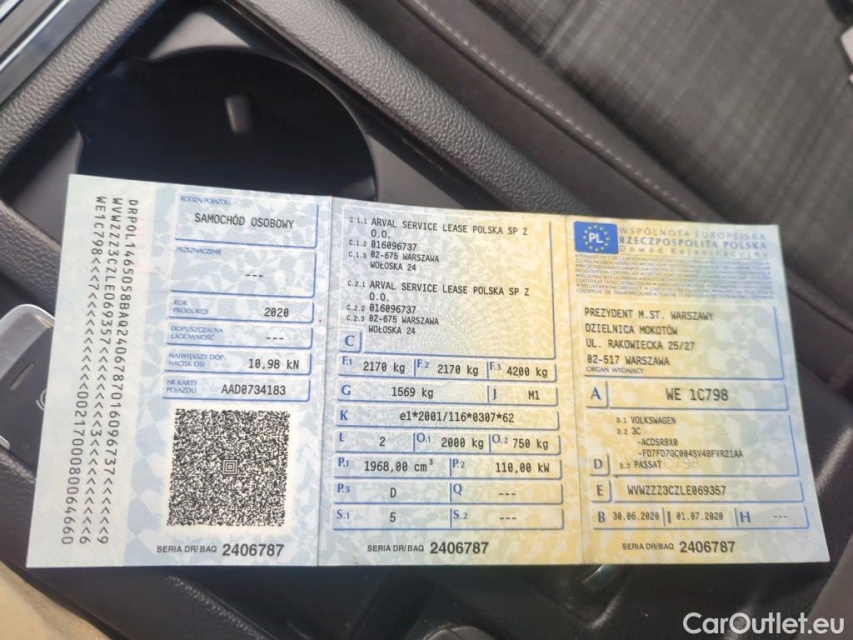 DRPOL146505BBAQ2406787016096737<<<<<<9
WVWZZZ3CZLE069357<<<<<<<<<<3<<<<<<<<<<6
WE1C798<<<7<<<<<<<<<<<<<0021700080064660
RODZAJ POJAZDU
SAMOCHÓD OSOBOWY
PRZEZNACZENIE
---
ROK PRODUKCJI
2020
DOPUSZCZALNA ŁADOWNOŚĆ
---
NAJWIĘKSZY DOP. NACISK OSI
10,98 kN
NR KARTY POJAZDU
AAD0734183
SERIA DR/BAQ 2406787
C 1.1 ARVAL SERVICE LEASE POLSKA SP Z
O.O.
C.1.2 016096737
C.1.3 02-675 WARSZAWA
WOŁOSKA 24
C.2.1 ARVAL SERVICE LEASE POLSKA SP Z
O.O.
C.2.2 016096737
C.2.3 02-675 WARSZAWA
WOŁOSKA 24
C
F.1 2170 kg F.2 2170 kg F.3 4200 kg
G 1569 kg J M1
K e1*2001/116*0307*62
L 2 O.1 2000 kg O.2 750 kg
P.1 1968,00 cm³ P.2 110,00 kW
P.3 D Q ---
S.1 5 S.2 ---
SERIA DR/BAQ 2406787
PL
WSPÓLNOTA EUROPEJSKA
RZECZPOSPOLITA POLSKA
Dowód Rejestracyjny
PREZYDENT M.ST. WARSZAWY
DZIELNICA MOKOTÓW
UL. RAKOWIECKA 25/27
02-517 WARSZAWA
ORGAN WYDAJĄCY
A WE 1C798
D.1 VOLKSWAGEN
D.2 3C
-ACDSRBX0
-FD7FD7GC004SV4BFVR21AA
D D.3 PASSAT
E WVWZZZ3CZLE069357
B 30.06.2020 I 01.07.2020 H ---
SERIA DR/BAQ 2406787
CarOutlet.eu